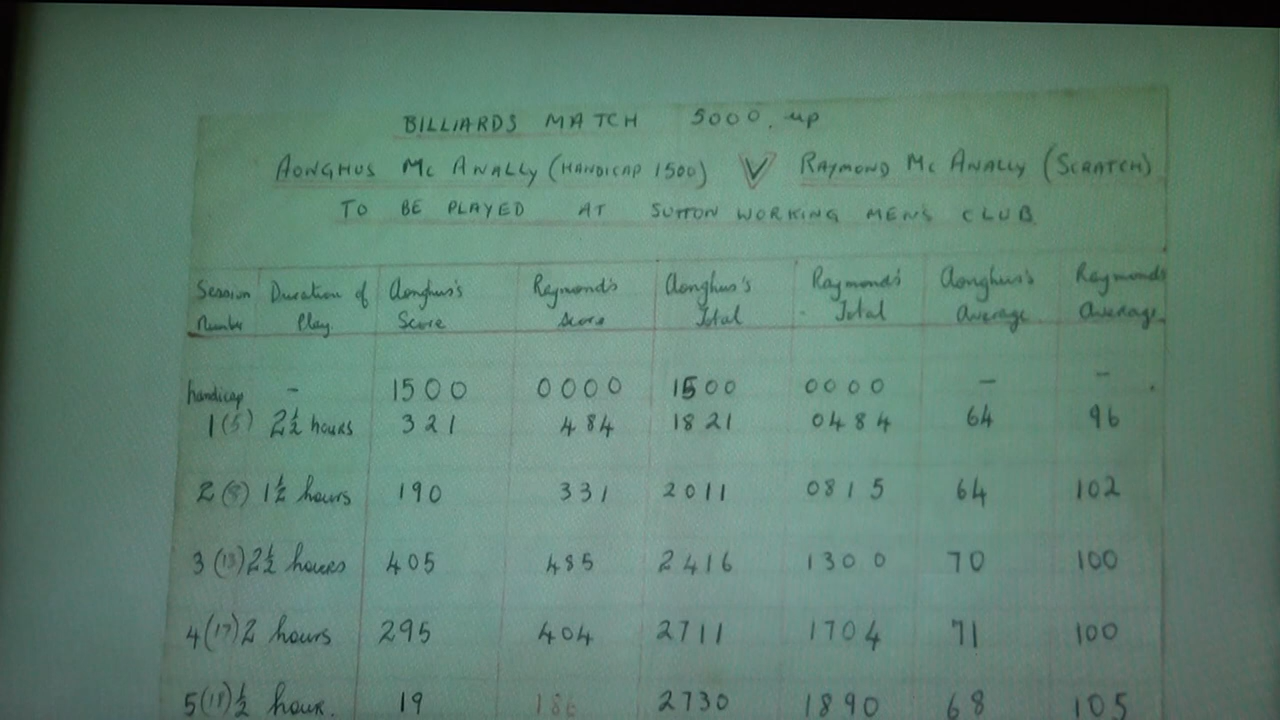 BILLIARDS MATCH 5000. up
AONGHUS Mc ANALLY (HANDICAP 1500) V RAYMOND Mc ANALLY (SCRATCH)
TO BE PLAYED AT SUTTON WORKING MENS CLUB
Session Number Duration of Play. Aonghus's Score Raymond's Score Aonghus's Total Raymond's Total Aonghus's Average Raymonds Average.
handicap - 1500 0000 1500 0000 - -
1(5) 2½ hours 321 484 1821 0484 64 96
2(8) 1½ hours 190 331 2011 0815 64 102
3(13) 2½ hours 405 485 2416 1300 70 100
4(17) 2 hours 295 404 2711 1704 71 100
5(18) ½ hour. 19 186 2730 1890 68 105